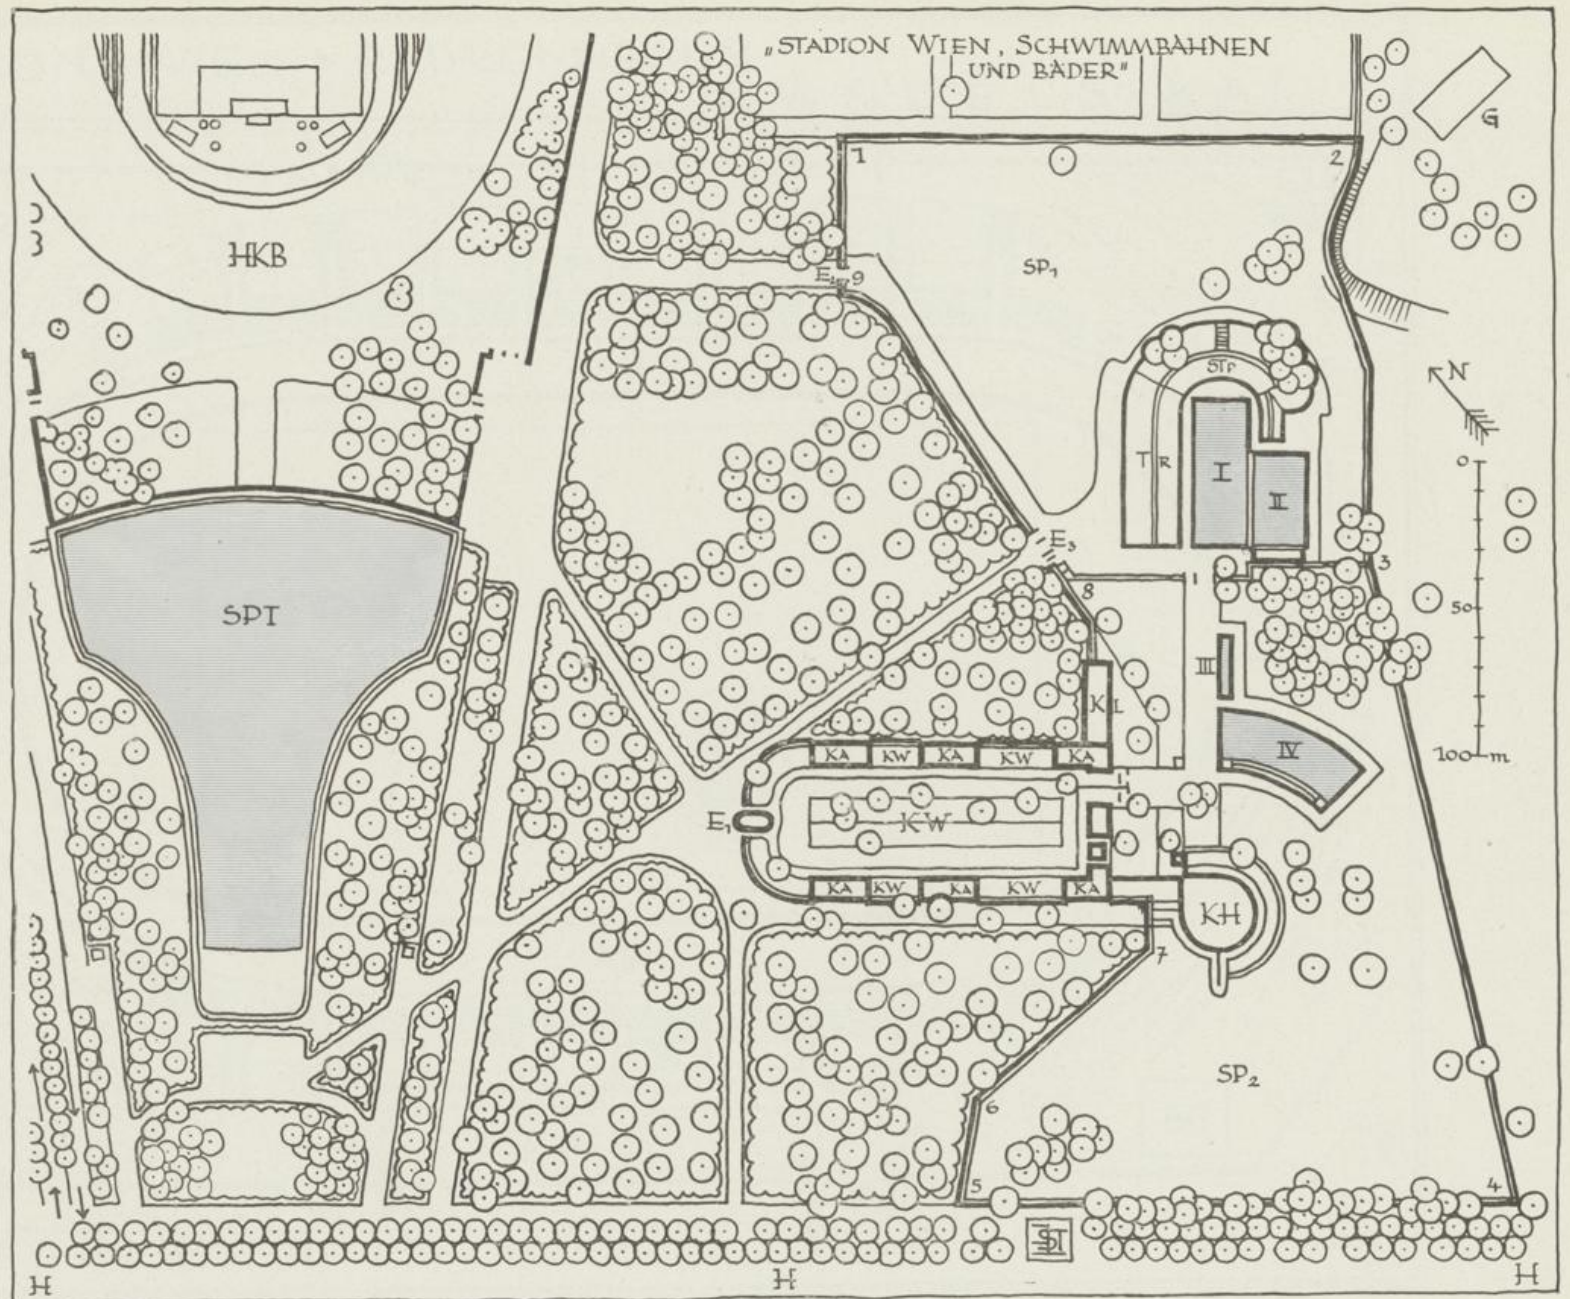 „STADION WIEN, SCHWIMMBAHNEN
UND BÄDER"
G
1
2
HKB
SP₁
E₂ 9
N
STP
0
T R
I
II
E₃
3
8
50
SPT
III
KL
IV
100 m
KA
KW
KA
KW
KA
E₁
KW
KA
KW
KA
KW
KA
KH
7
SP₂
6
5
4
H
H
H